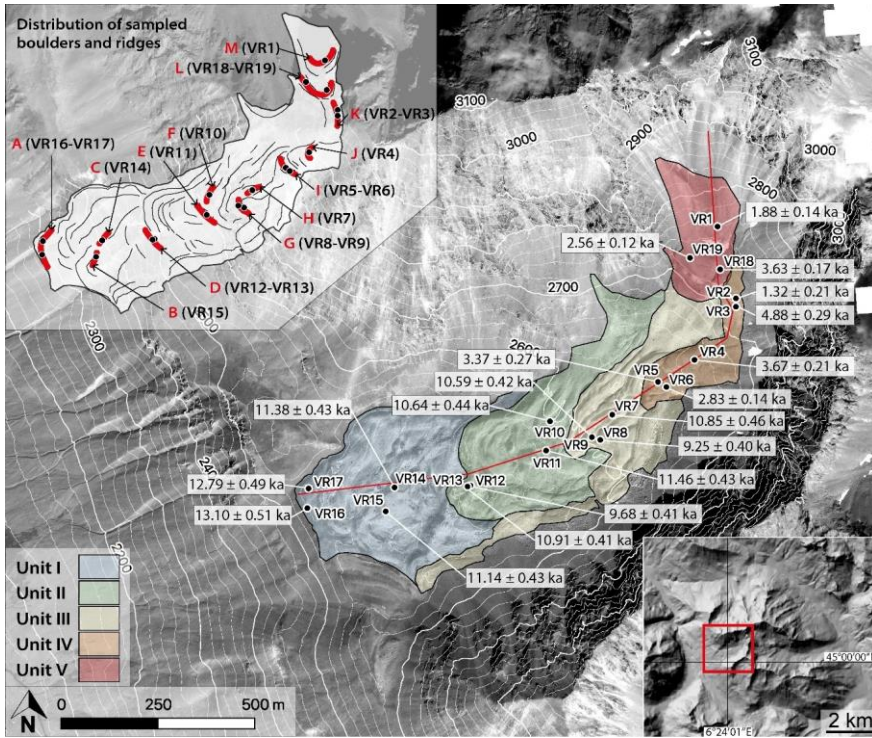 Distribution of sampled
boulders and ridges
M (VR1)
L
(VR18-VR19)
K (VR2-VR3)
F
(VR10)
E
(VR11)
A (VR16-VR17)
C (VR14)
J (VR4)
I (VR5-VR6)
H (VR7)
G (VR8-VR9)
D (VR12-VR13)
B (VR15)
3100
3100
3000
2900
3000
2800
2700
2600
2300
2400
2200
VR1
1.88 ± 0.14 ka
2.56 ± 0.12 ka
VR19
VR18
3.63 ± 0.17 ka
VR2
1.32 ± 0.21 ka
VR3
4.88 ± 0.29 ka
VR4
3.67 ± 0.21 ka
3.37 ± 0.27 ka
VR5
VR6
2.83 ± 0.14 ka
10.59 ± 0.42 ka
VR7
10.85 ± 0.46 ka
10.64 ± 0.44 ka
11.38 ± 0.43 ka
VR10
VR9
VR8
9.25 ± 0.40 ka
VR11
11.46 ± 0.43 ka
12.79 ± 0.49 ka
VR17
VR14
VR13
VR12
9.68 ± 0.41 ka
VR16
VR15
13.10 ± 0.51 ka
10.91 ± 0.41 ka
11.14 ± 0.43 ka
Unit I
Unit II
Unit III
Unit IV
Unit V
N
0
250
500 m
45°00'00"N
6°24'01"E
2 km